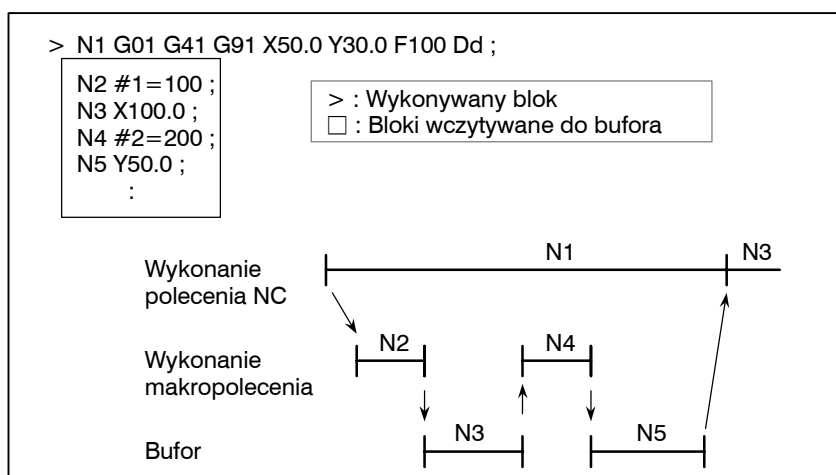 > N1 G01 G41 G91 X50.0 Y30.0 F100 Dd ;
N2 #1=100 ;
N3 X100.0 ;
N4 #2=200 ;
N5 Y50.0 ;
:
> : Wykonywany blok
□ : Bloki wczytywane do bufora
N1 N3
Wykonanie
polecenia NC
N2 N4
Wykonanie
makropolecenia
N3 N5
Bufor